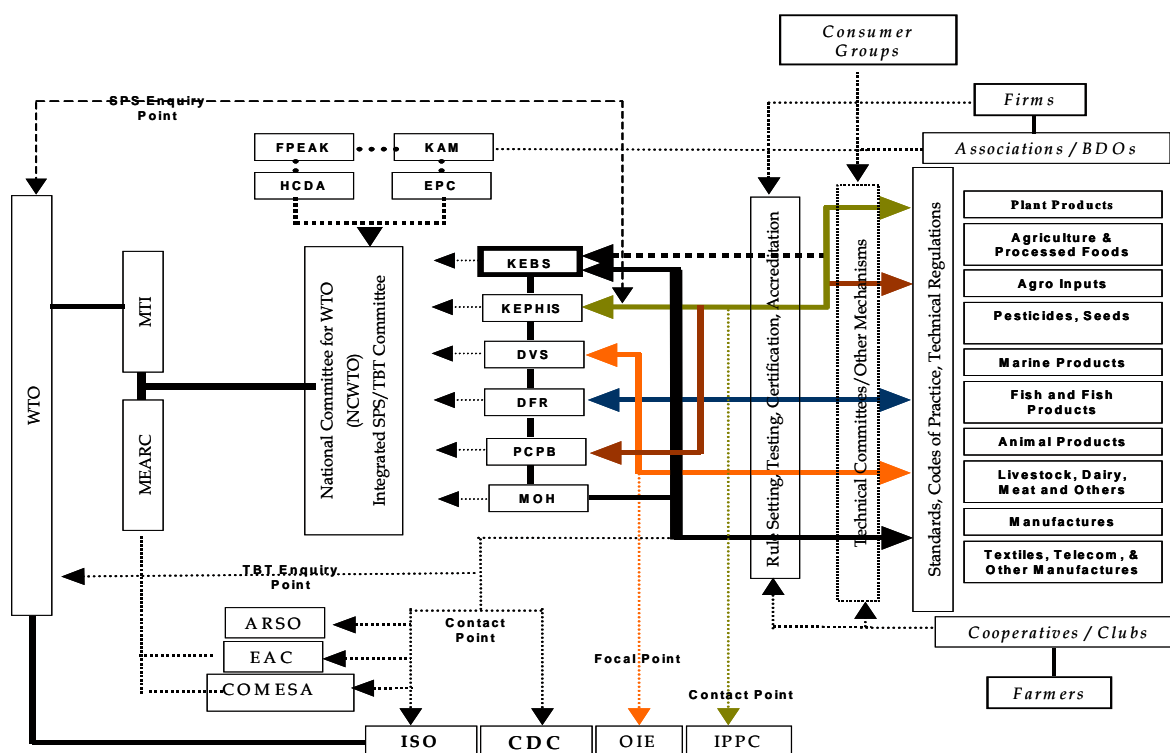 Consumer
Groups
SPS Enquiry
Point
Firms
FPEAK
KAM
Associations / BDOs
HCDA
EPC
WTO
MTI
MEARC
National Committee for WTO
(NCWTO)
Integrated SPS/TBT Committee
KEBS
KEPHIS
DVS
DFR
PCPB
MOH
Rule Setting, Testing, Certification, Accreditation
Technical Committees/Other Mechanisms
Standards, Codes of Practice, Technical Regulations
Plant Products
Agriculture &
Processed Foods
Agro Inputs
Pesticides, Seeds
Marine Products
Fish and Fish
Products
Animal Products
Livestock, Dairy,
Meat and Others
Manufactures
Textiles, Telecom, &
Other Manufactures
TBT Enquiry
Point
ARSO
EAC
COMESA
Contact
Point
Focal Point
Contact Point
Cooperatives / Clubs
Farmers
ISO
CDC
OIE
IPPC